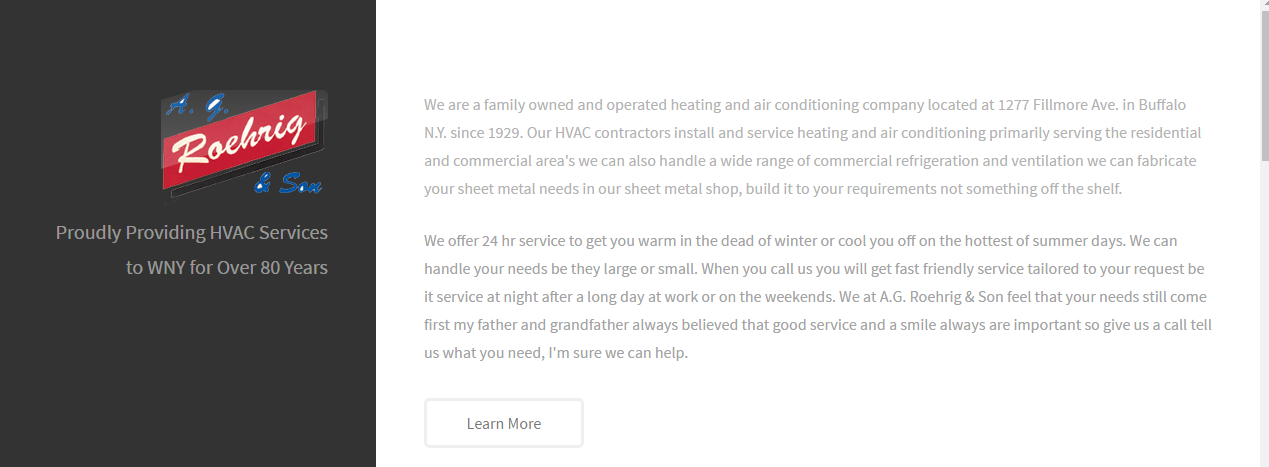 A. G.
Roehrig
& Son
Proudly Providing HVAC Services
to WNY for Over 80 Years
We are a family owned and operated heating and air conditioning company located at 1277 Fillmore Ave. in Buffalo
N.Y. since 1929. Our HVAC contractors install and service heating and air conditioning primarily serving the residential
and commercial area's we can also handle a wide range of commercial refrigeration and ventilation we can fabricate
your sheet metal needs in our sheet metal shop, build it to your requirements not something off the shelf.
We offer 24 hr service to get you warm in the dead of winter or cool you off on the hottest of summer days. We can
handle your needs be they large or small. When you call us you will get fast friendly service tailored to your request be
it service at night after a long day at work or on the weekends. We at A.G. Roehrig & Son feel that your needs still come
first my father and grandfather always believed that good service and a smile always are important so give us a call tell
us what you need, I'm sure we can help.
Learn More